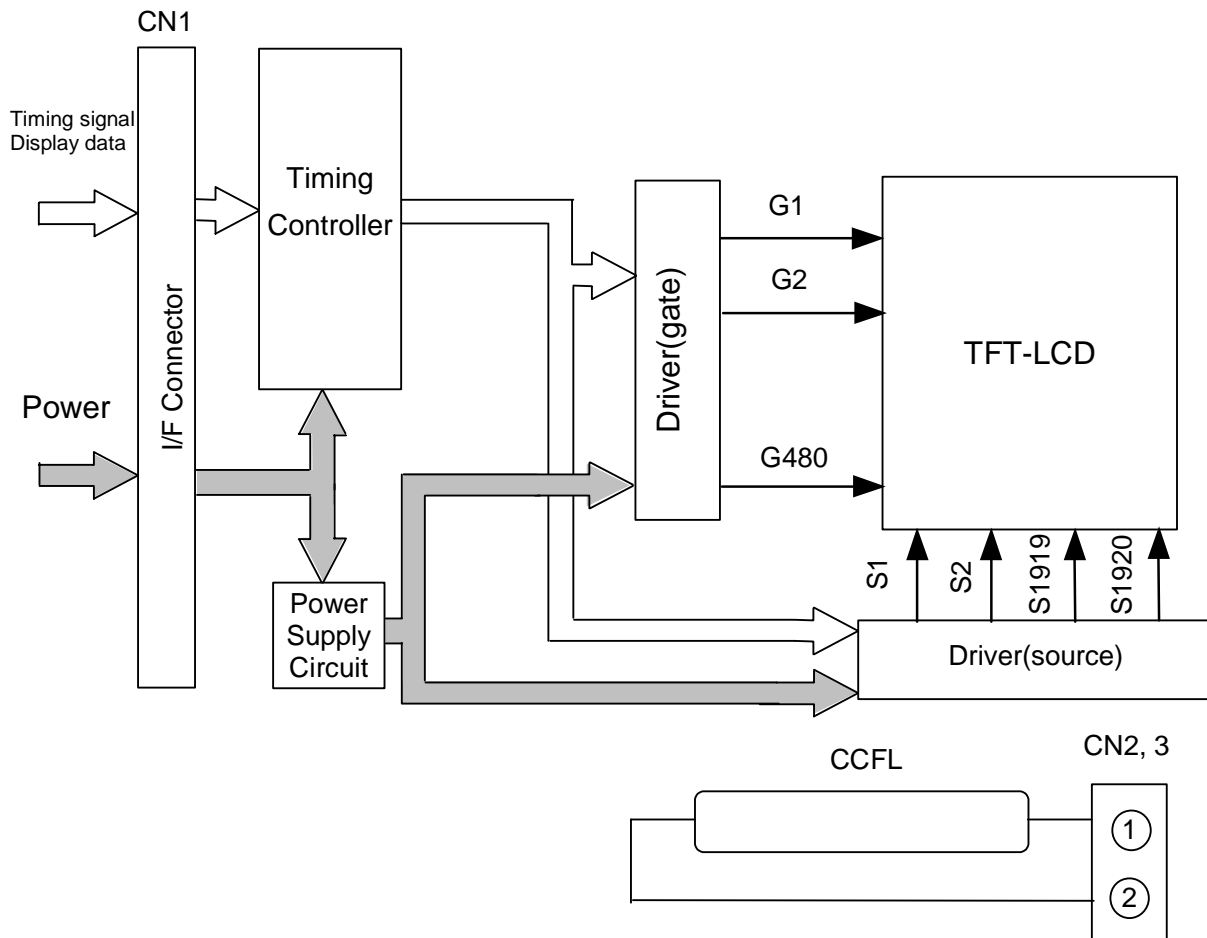 CN1
Timing signal
Display data
Power
I/F Connector
Timing
Controller
Power
Supply
Circuit
Driver(gate)
G1
G2
G480
TFT-LCD
S1
S2
S1919
S1920
Driver(source)
CCFL
CN2, 3
1
2